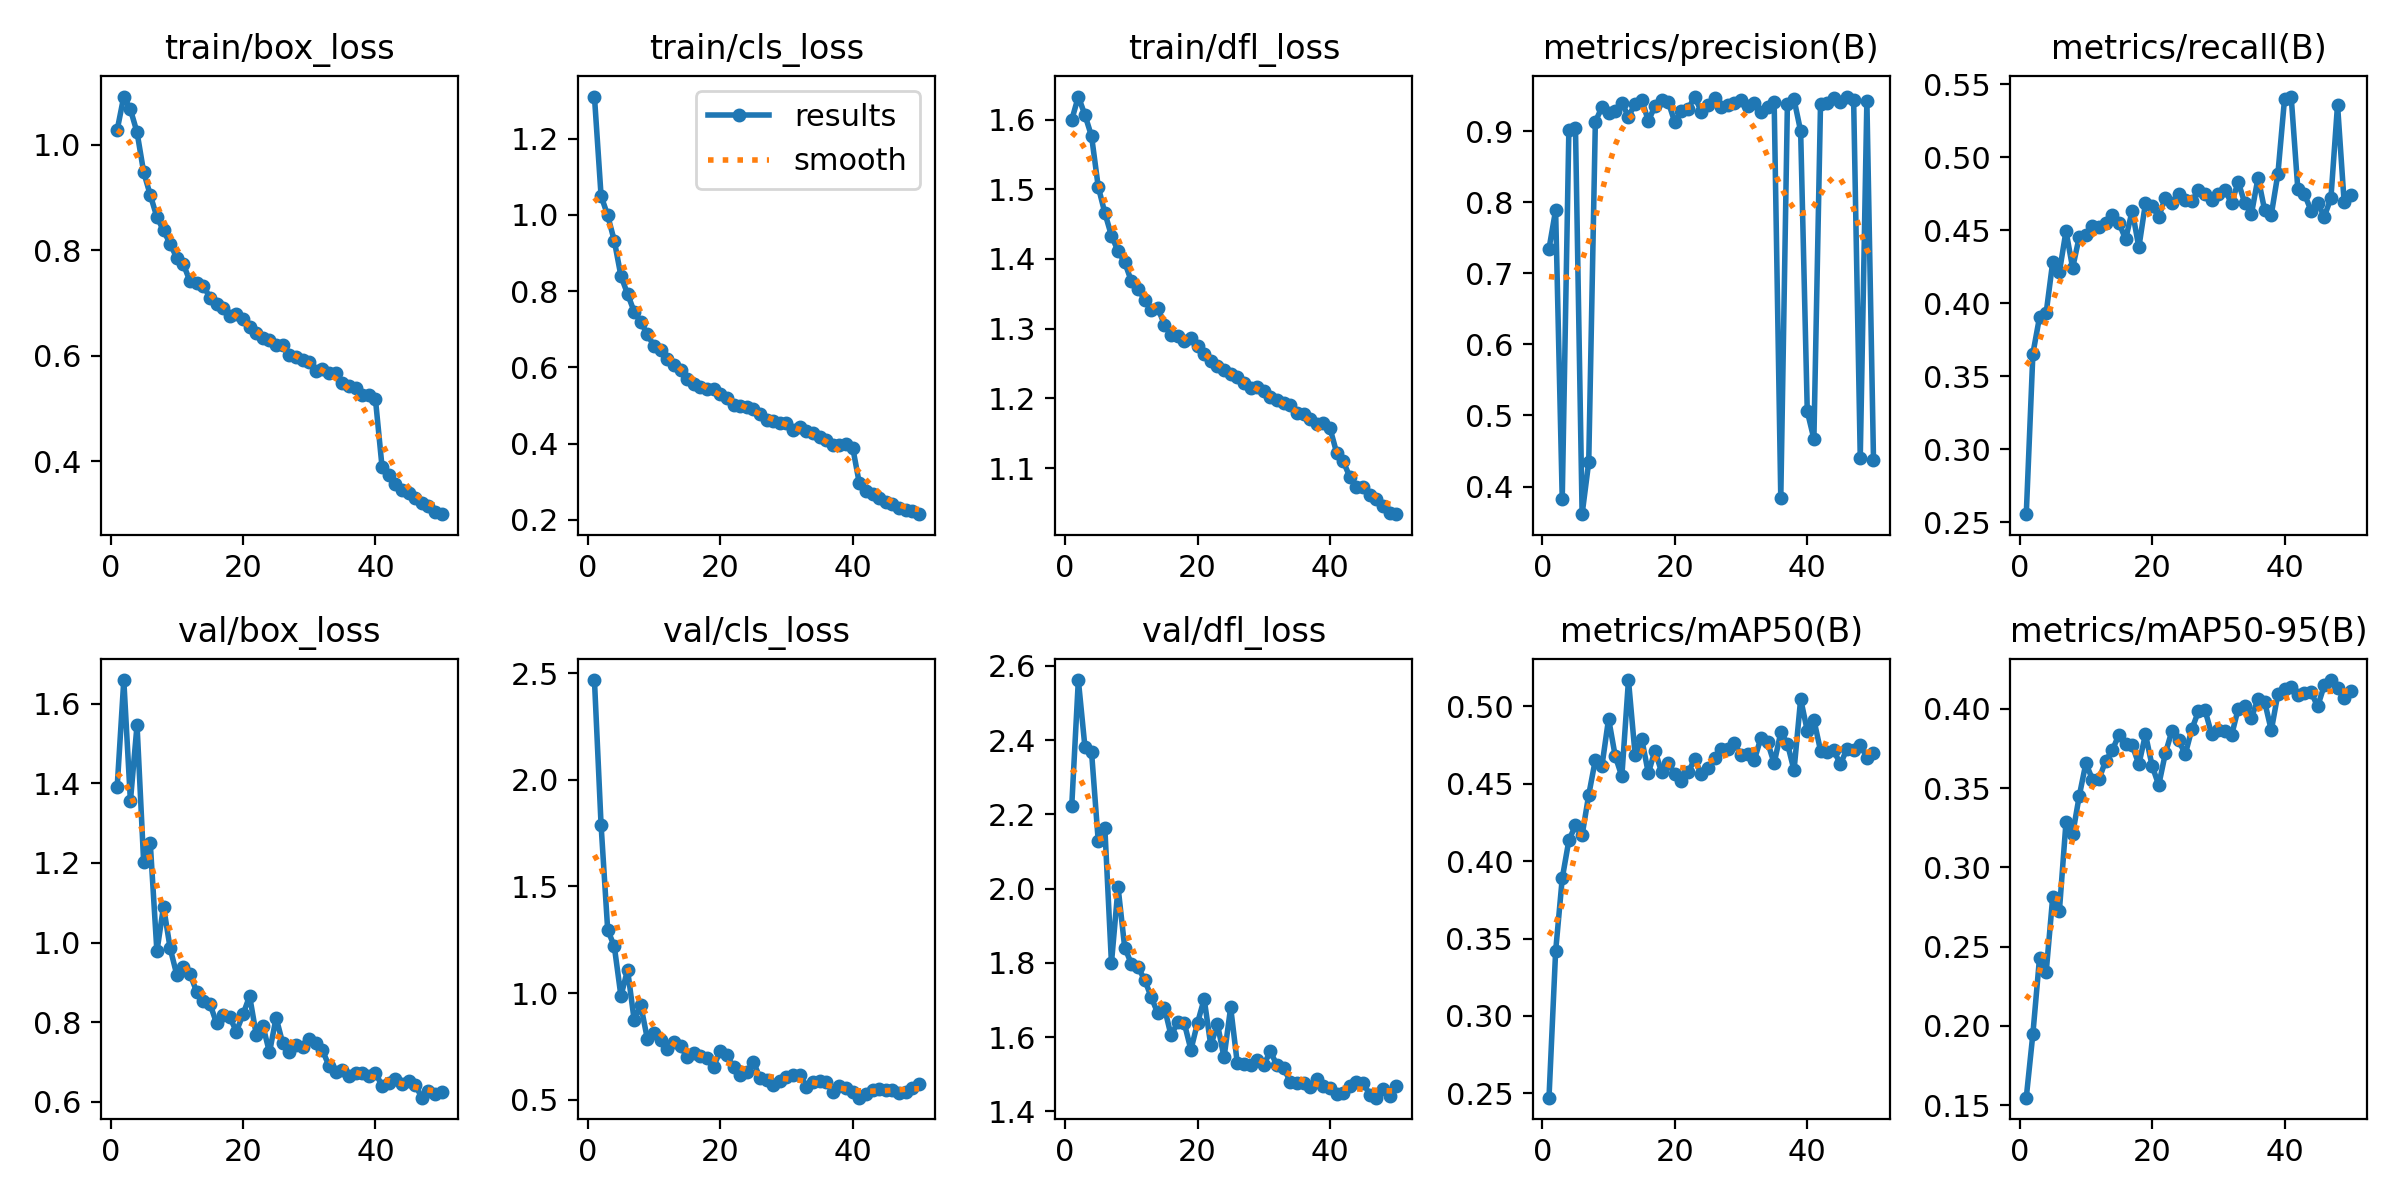 train/box_loss
train/cls_loss
train/dfl_loss
metrics/precision(B)
metrics/recall(B)
1.0
0.8
0.6
0.4
0 20 40
results
smooth
1.2
1.0
0.8
0.6
0.4
0.2
0 20 40
1.6
1.5
1.4
1.3
1.2
1.1
0 20 40
0.9
0.8
0.7
0.6
0.5
0.4
0 20 40
0.55
0.50
0.45
0.40
0.35
0.30
0.25
0 20 40
val/box_loss
val/cls_loss
val/dfl_loss
metrics/mAP50(B)
metrics/mAP50-95(B)
1.6
1.4
1.2
1.0
0.8
0.6
0 20 40
2.5
2.0
1.5
1.0
0.5
0 20 40
2.6
2.4
2.2
2.0
1.8
1.6
1.4
0 20 40
0.50
0.45
0.40
0.35
0.30
0.25
0 20 40
0.40
0.35
0.30
0.25
0.20
0.15
0 20 40